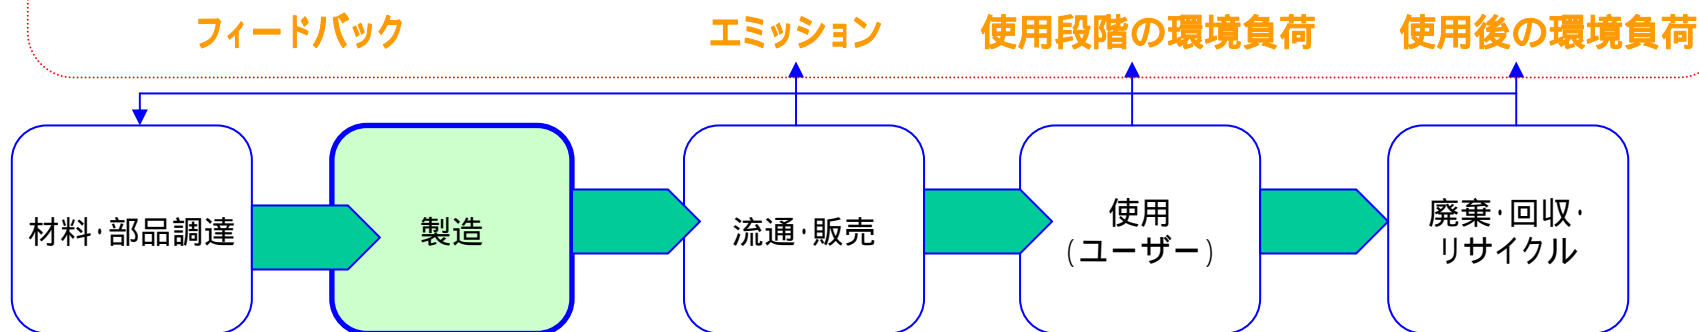 フィードバック
エミッション
使用段階の環境負荷
使用後の環境負荷
材料・部品調達
製造
流通・販売
使用
(ユーザー)
廃棄・回収・
リサイクル